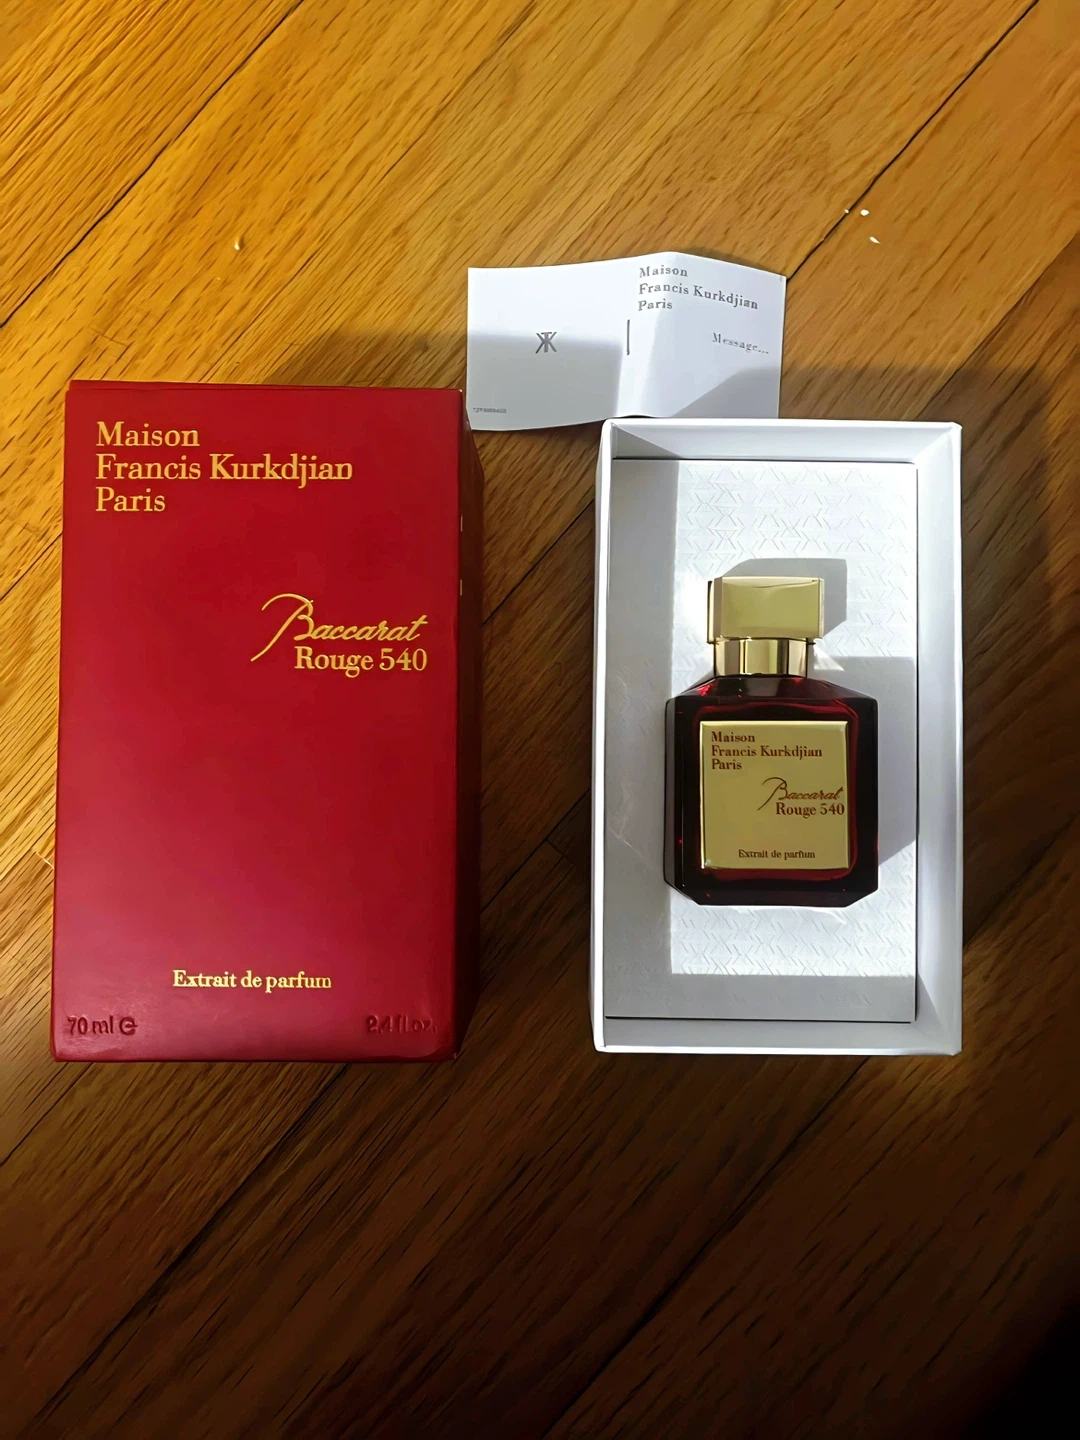 Maison
Francis Kurkdjian
Paris
Message...
Maison
Francis Kurkdjian
Paris
Baccarat
Rouge 540
Extrait de parfum
70 ml e
2.4 fl.oz.
Maison
Francis Kurkdjian
Paris
Baccarat
Rouge 540
Extrait de parfum